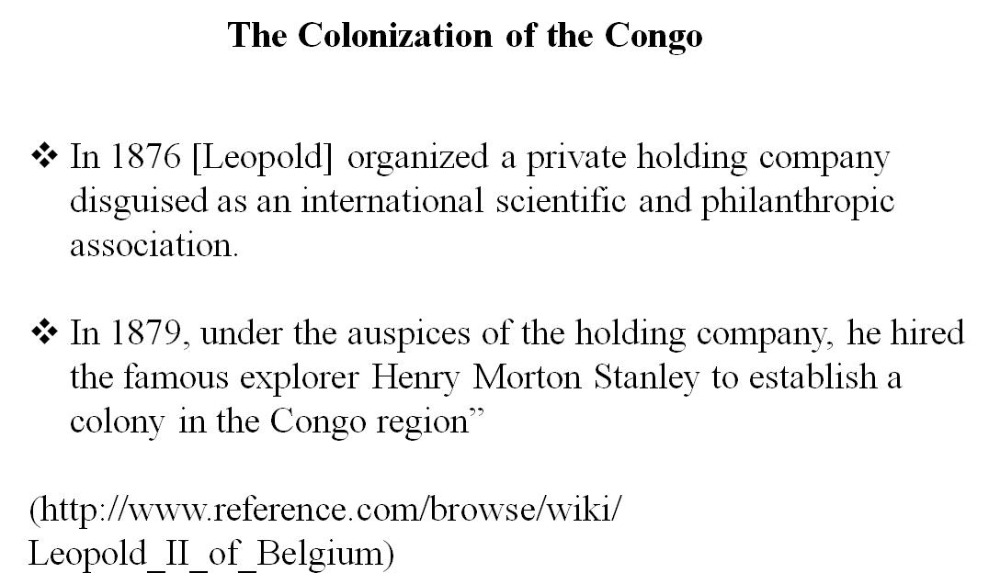 The Colonization of the Congo
❖ In 1876 [Leopold] organized a private holding company
disguised as an international scientific and philanthropic
association.
❖ In 1879, under the auspices of the holding company, he hired
the famous explorer Henry Morton Stanley to establish a
colony in the Congo region”
(http://www.reference.com/browse/wiki/
Leopold_II_of_Belgium)